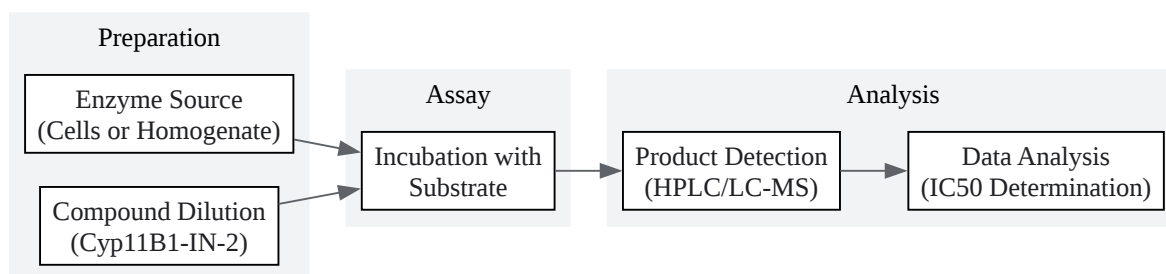 Preparation
Enzyme Source
(Cells or Homogenate)
Compound Dilution
(Cyp11B1-IN-2)
Assay
Incubation with
Substrate
Analysis
Product Detection
(HPLC/LC-MS)
Data Analysis
(IC50 Determination)